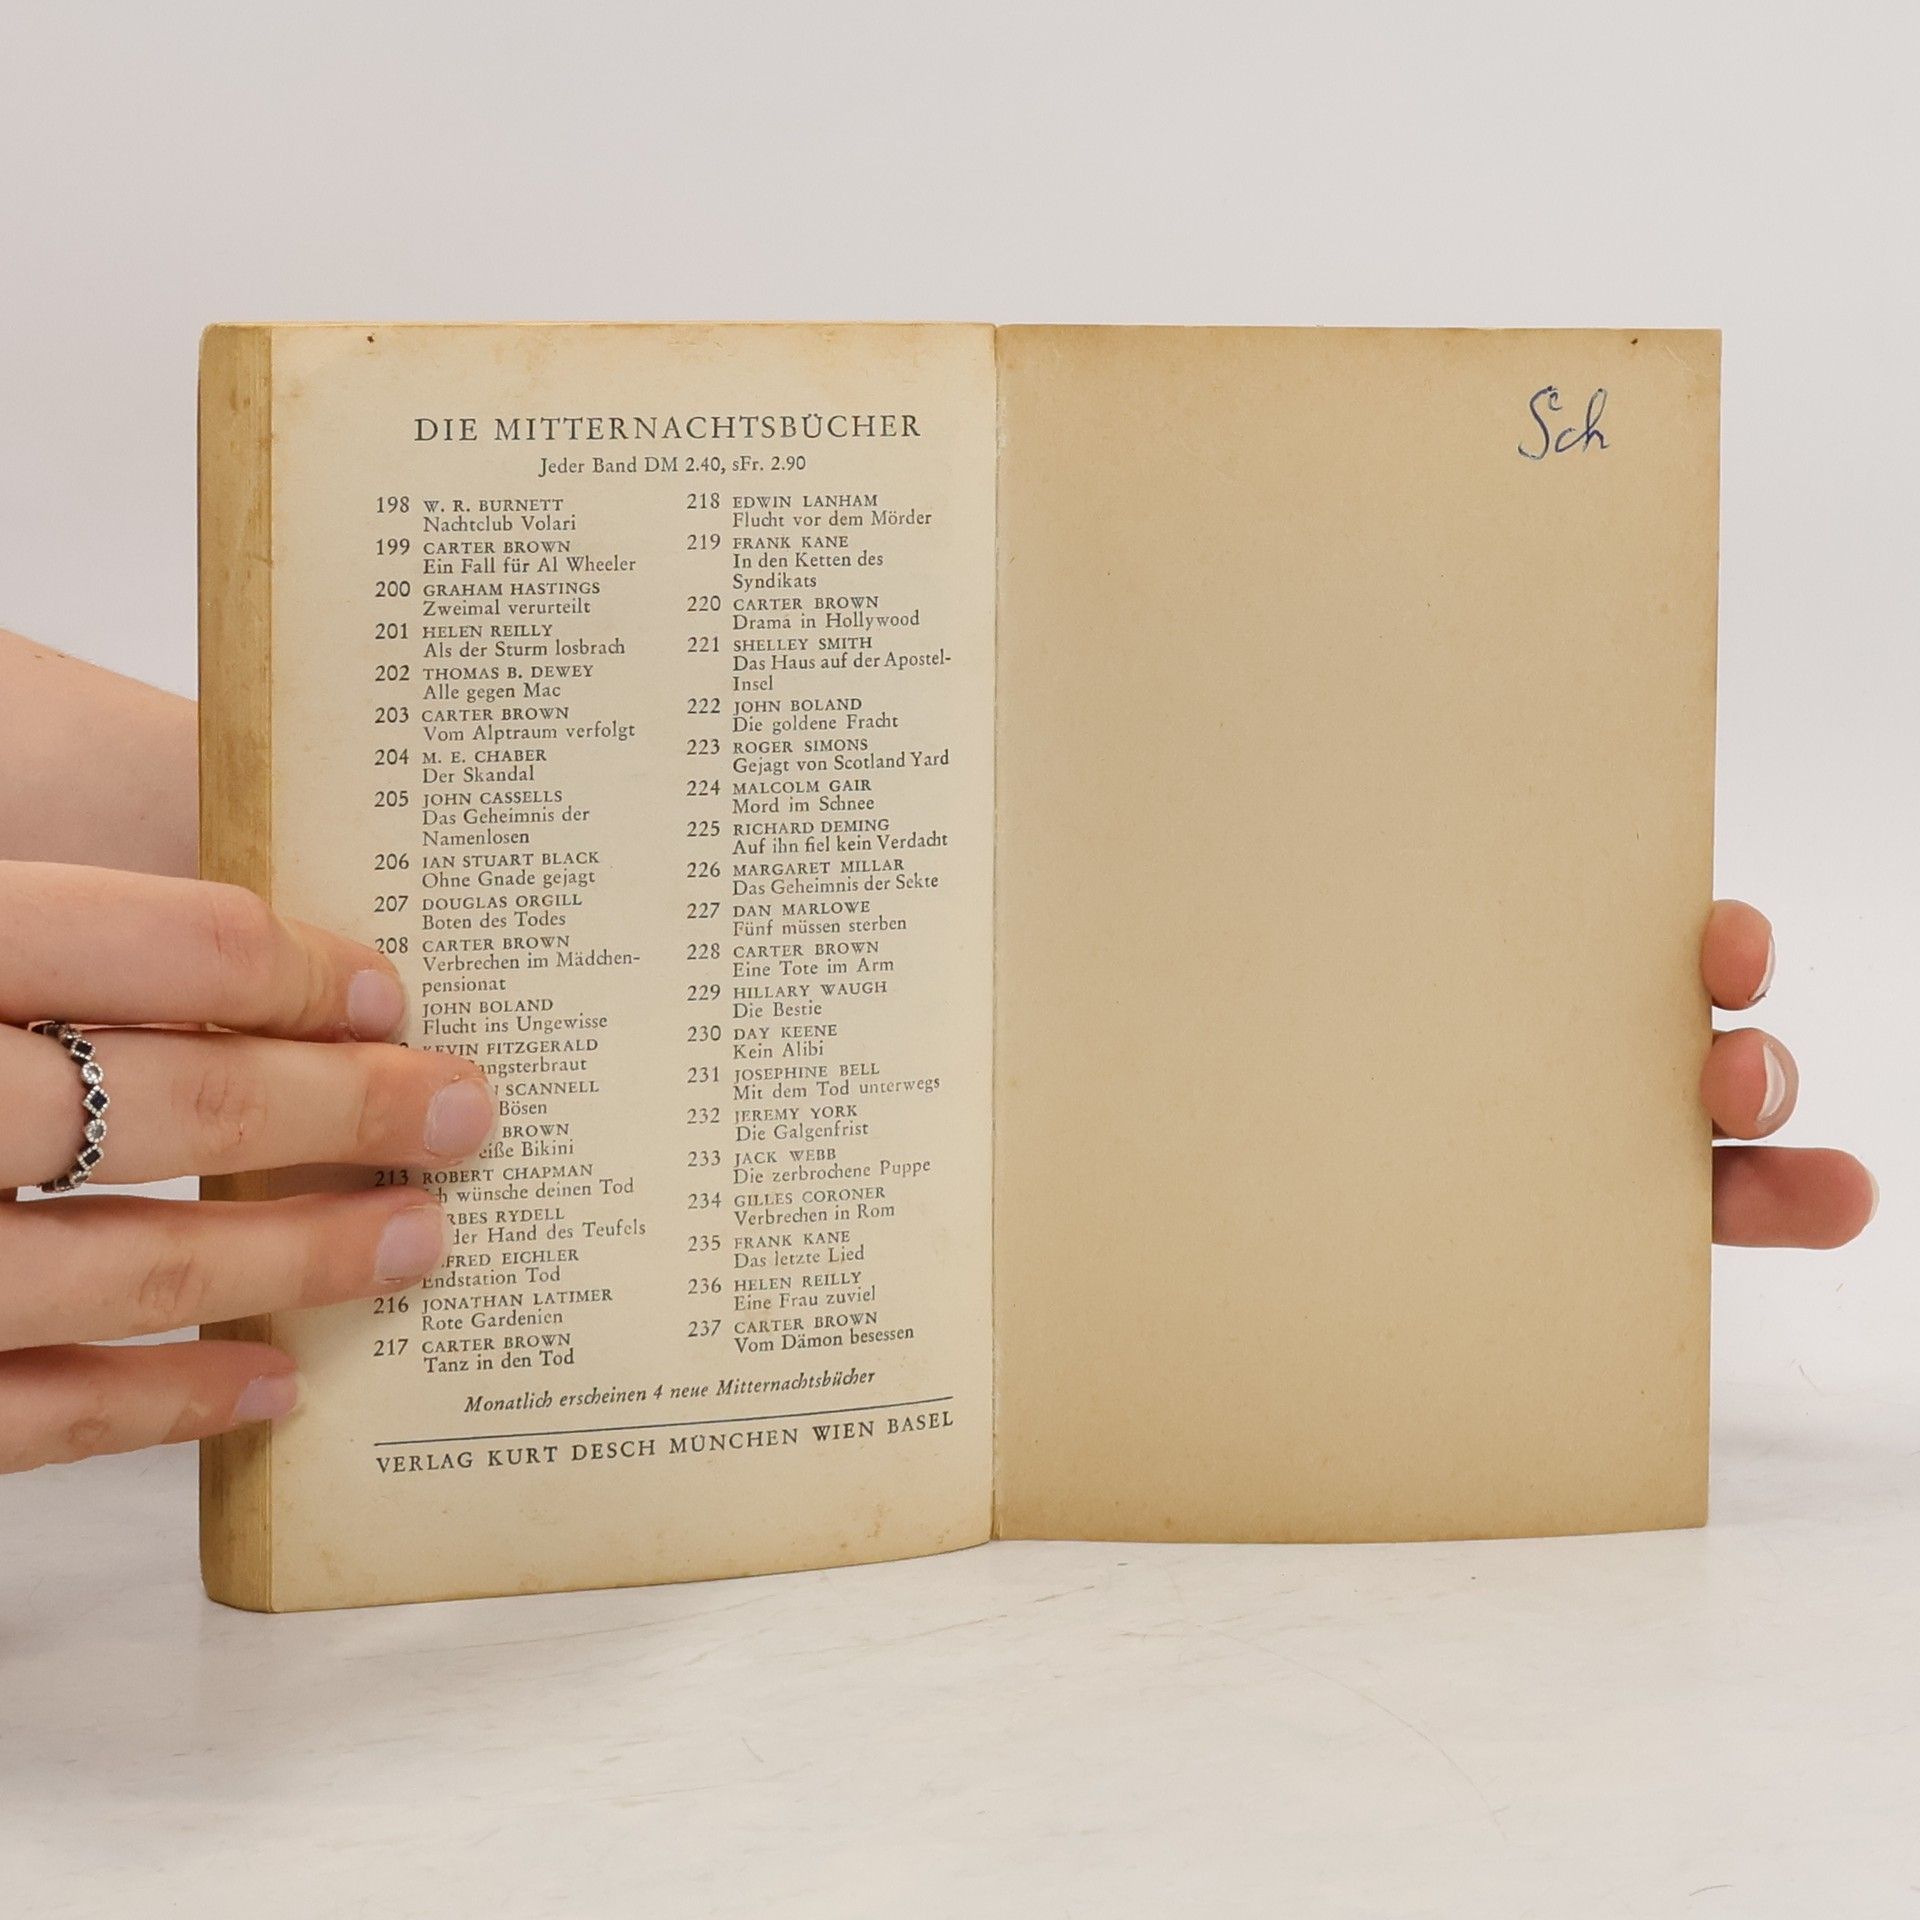 DIE MITTERNACHTSBÜCHER
Jeder Band DM 2.40, sFr. 2.90
198 W. R. BURNETT
Nachtclub Volari
199 CARTER BROWN
Ein Fall für Al Wheeler
200 GRAHAM HASTINGS
Zweimal verurteilt
201 HELEN REILLY
Als der Sturm losbrach
202 THOMAS B. DEWEY
Alle gegen Mac
203 CARTER BROWN
Vom Alptraum verfolgt
204 M. E. CHABER
Der Skandal
205 JOHN CASSELLS
Das Geheimnis der
Namenlosen
206 IAN STUART BLACK
Ohne Gnade gejagt
207 DOUGLAS ORGILL
Boten des Todes
208 CARTER BROWN
Verbrechen im Mädchen-
pensionat
JOHN BOLAND
Flucht ins Ungewisse
KEVIN FITZGERALD
angsterbraut
SCANNELL
Bösen
BROWN
eiße Bikini
213 ROBERT CHAPMAN
Ich wünsche deinen Tod
RBES RYDELL
der Hand des Teufels
FRED EICHLER
Endstation Tod
216 JONATHAN LATIMER
Rote Gardenien
217 CARTER BROWN
Tanz in den Tod
218 EDWIN LANHAM
Flucht vor dem Mörder
219 FRANK KANE
In den Ketten des
Syndikats
220 CARTER BROWN
Drama in Hollywood
221 SHELLEY SMITH
Das Haus auf der Apostel-
Insel
222 JOHN BOLAND
Die goldene Fracht
223 ROGER SIMONS
Gejagt von Scotland Yard
224 MALCOLM GAIR
Mord im Schnee
225 RICHARD DEMING
Auf ihn fiel kein Verdacht
226 MARGARET MILLAR
Das Geheimnis der Sekte
227 DAN MARLOWE
Fünf müssen sterben
228 CARTER BROWN
Eine Tote im Arm
229 HILLARY WAUGH
Die Bestie
230 DAY KEENE
Kein Alibi
231 JOSEPHINE BELL
Mit dem Tod unterwegs
232 JEREMY YORK
Die Galgenfrist
233 JACK WEBB
Die zerbrochene Puppe
234 GILLES CORONER
Verbrechen in Rom
235 FRANK KANE
Das letzte Lied
236 HELEN REILLY
Eine Frau zuviel
237 CARTER BROWN
Vom Dämon besessen
Monatlich erscheinen 4 neue Mitternachtsbücher
VERLAG KURT DESCH MÜNCHEN WIEN BASEL
Sch